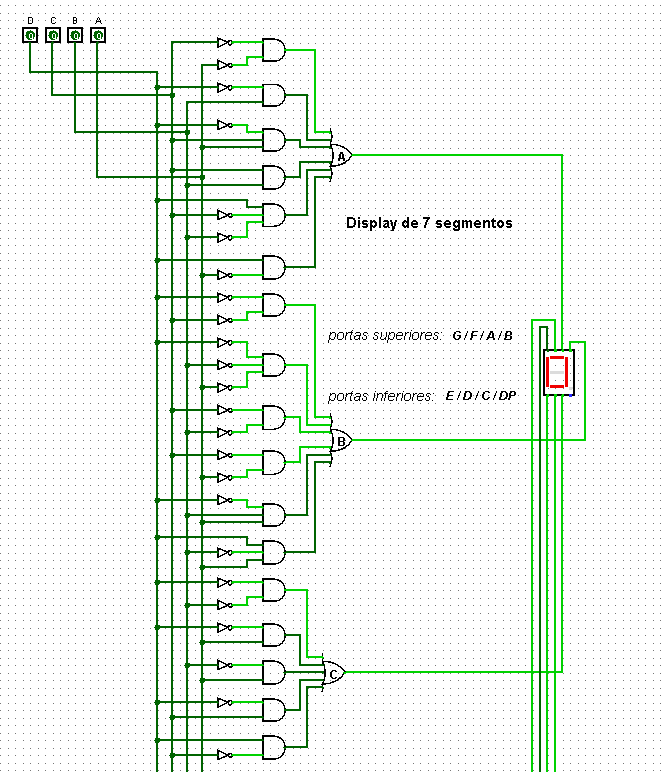 D C B A
0 0 0 0
A
Display de 7 segmentos
portas superiores: G / F / A / B
portas inferiores: E / D / C / DP
B
C